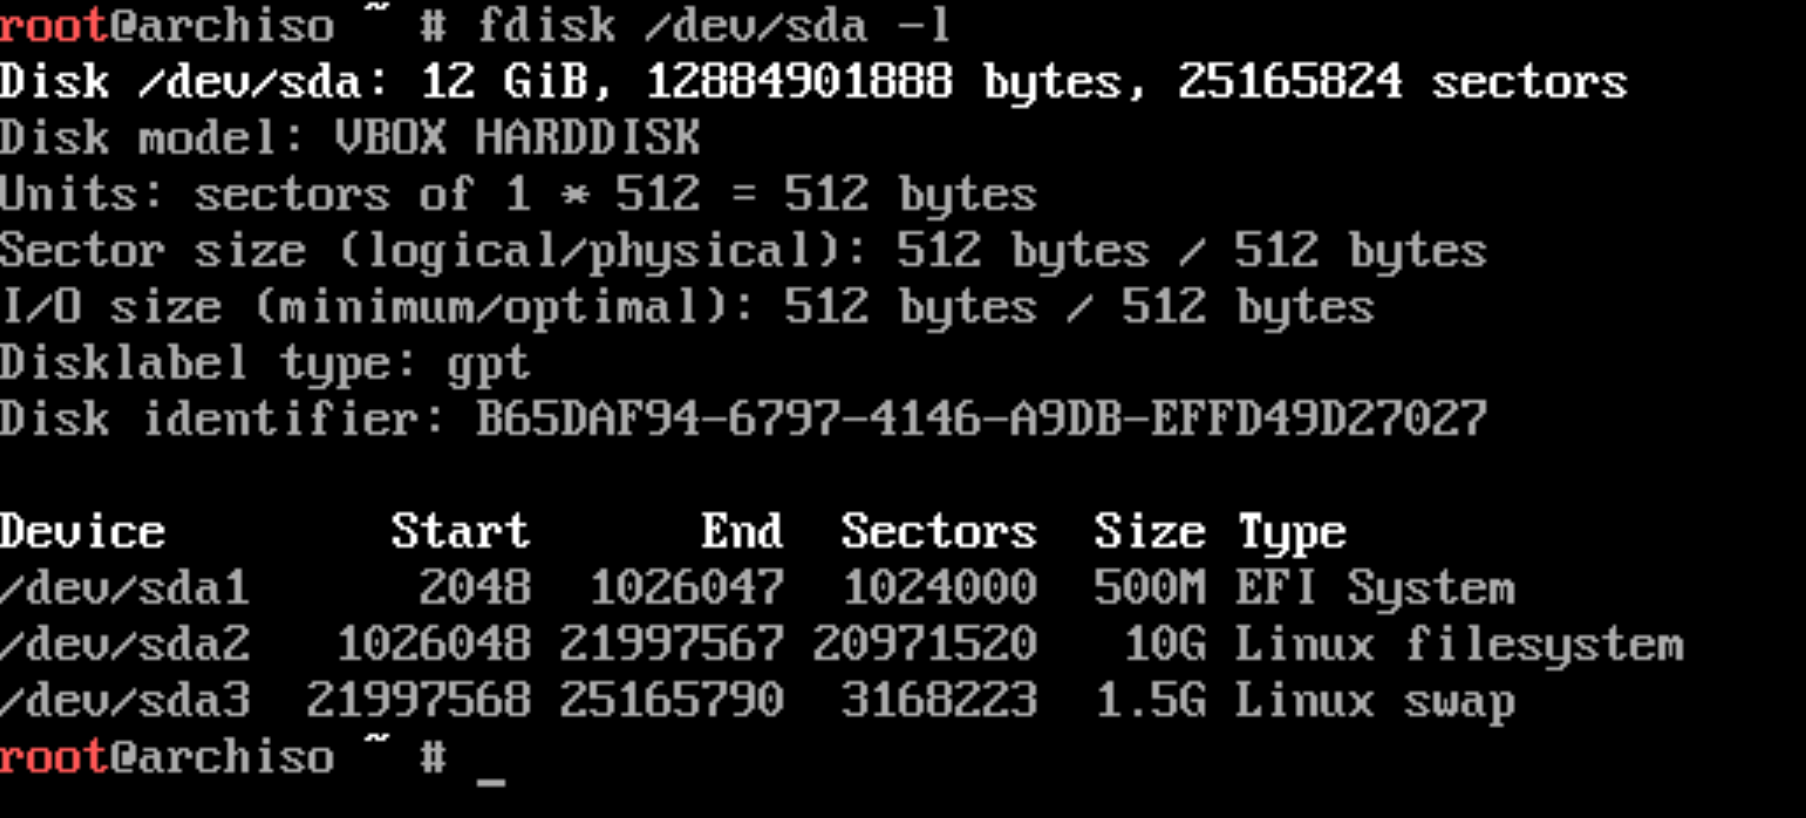 root@archiso ~ # fdisk /dev/sda -l
Disk /dev/sda: 12 GiB, 12884901888 bytes, 25165824 sectors
Disk model: VBOX HARDDISK
Units: sectors of 1 * 512 = 512 bytes
Sector size (logical/physical): 512 bytes / 512 bytes
I/O size (minimum/optimal): 512 bytes / 512 bytes
Disklabel type: gpt
Disk identifier: B65DAF94-6797-4146-A9DB-EFFD49D27027
Device Start End Sectors Size Type
/dev/sda1 2048 1026047 1024000 500M EFI System
/dev/sda2 1026048 21997567 20971520 10G Linux filesystem
/dev/sda3 21997568 25165790 3168223 1.5G Linux swap
root@archiso ~ # _